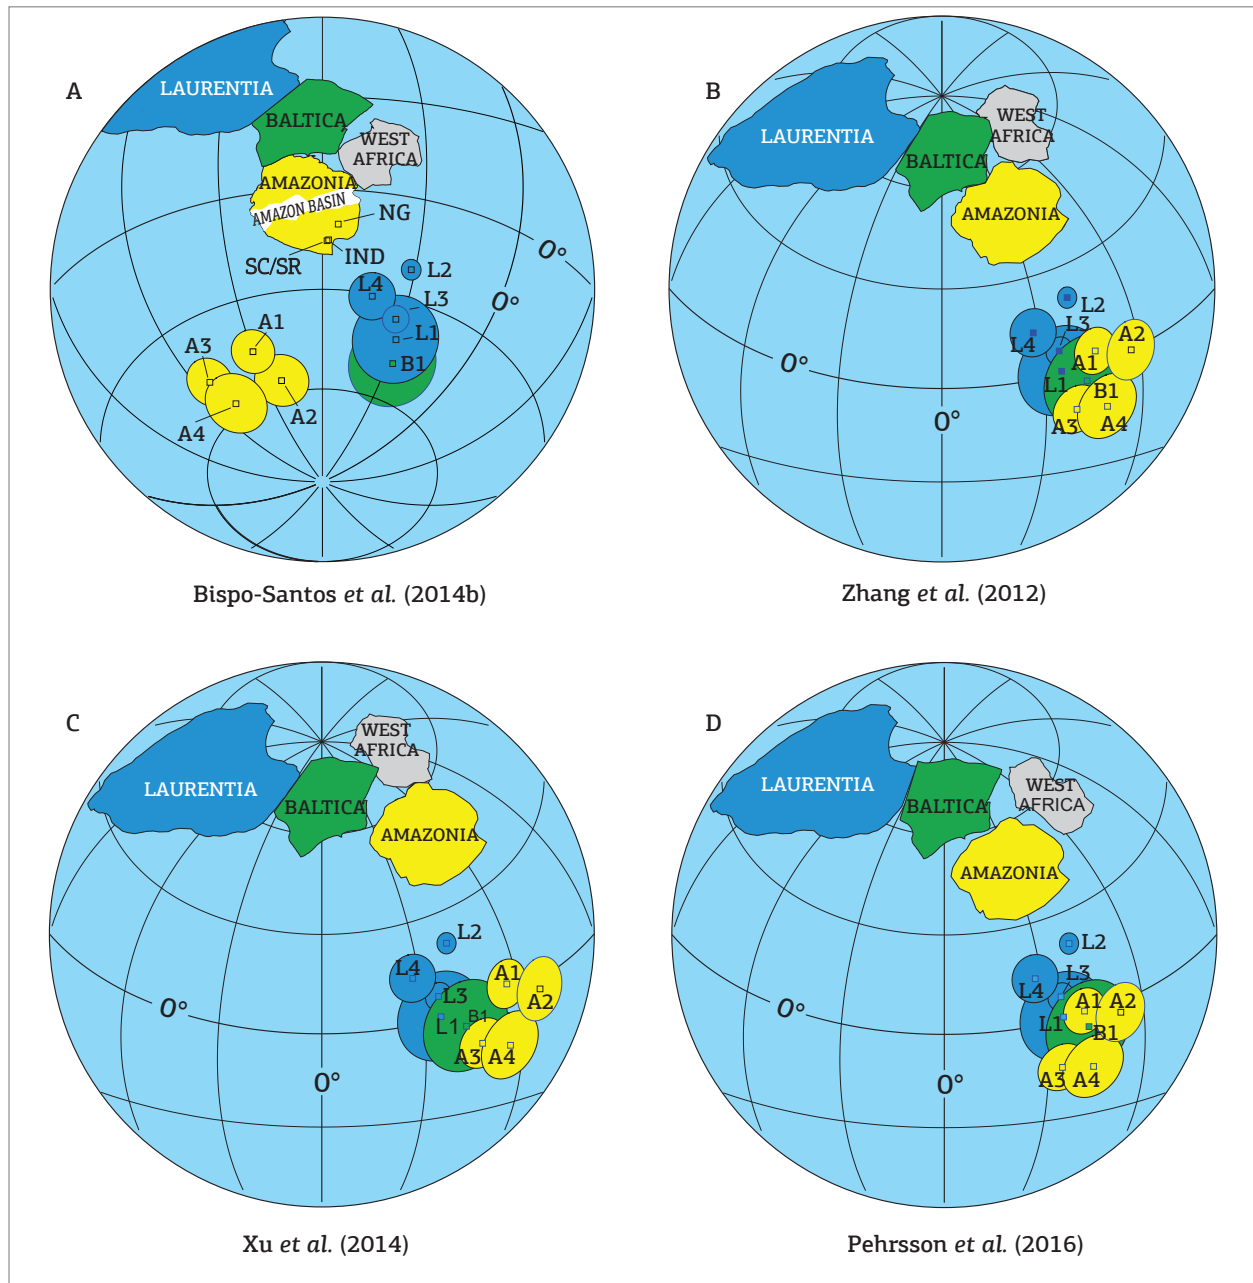 A
LAURENTIA
BALTICA
WEST
AFRICA
AMAZONIA
AMAZON BASIN
NG
SC/SR
IND
L2
L4
L3
L1
B1
A1
A3
A2
A4
0°
0°
Bispo-Santos et al. (2014b)
B
LAURENTIA
BALTICA
WEST
AFRICA
AMAZONIA
L2
L3
L4
A2
A1
L1
B1
A3
A4
0°
0°
Zhang et al. (2012)
C
LAURENTIA
BALTICA
WEST
AFRICA
AMAZONIA
L2
L4
A1
L3
A2
L1
B1
A3
A4
0°
0°
Xu et al. (2014)
D
LAURENTIA
BALTICA
WEST
AFRICA
AMAZONIA
L2
L3
L4
A1
A2
L1
B1
A3
A4
0°
0°
Pehrsson et al. (2016)